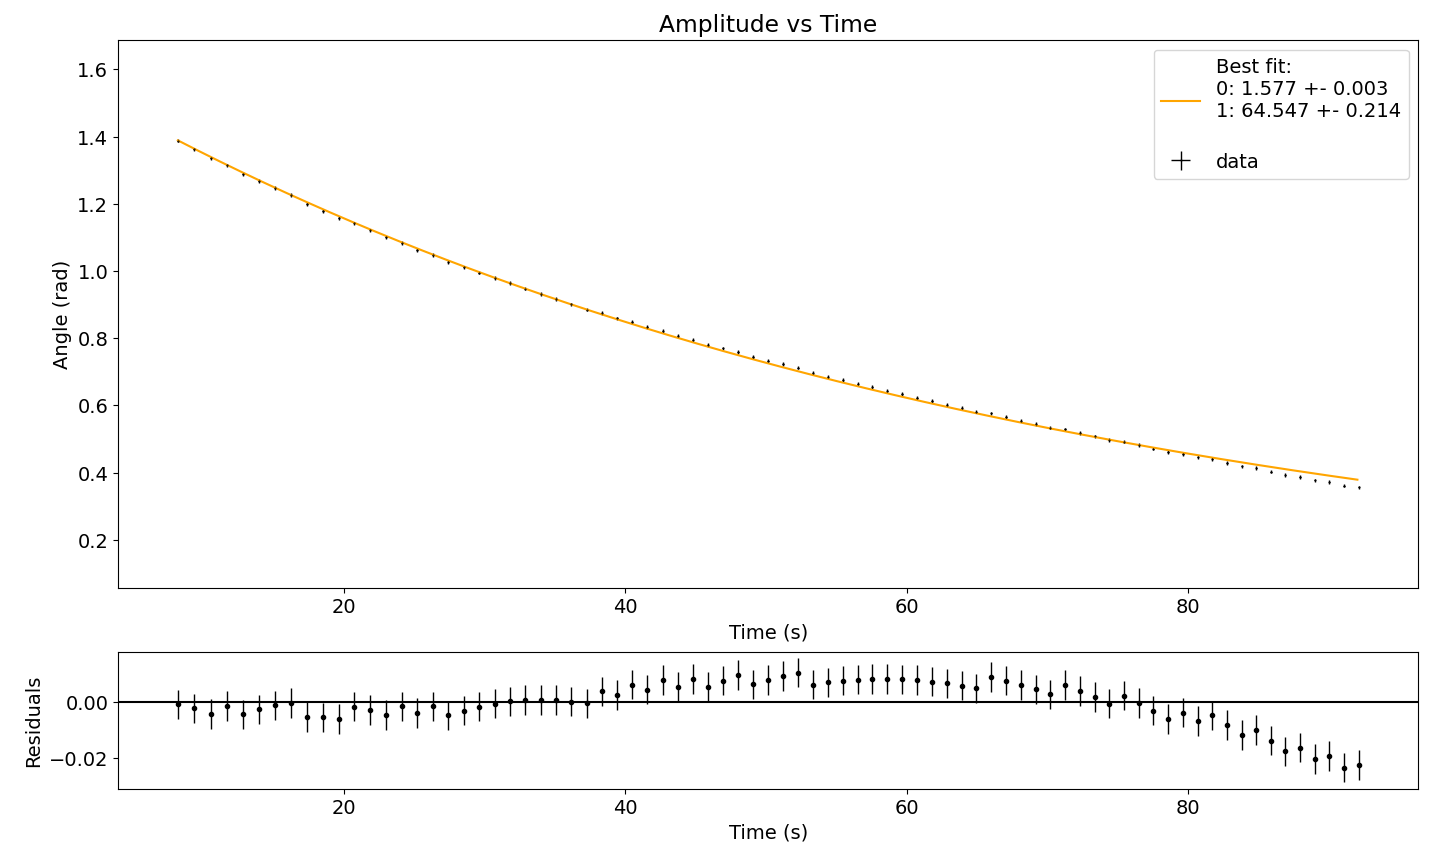 Amplitude vs Time
Best fit:
0: 1.577 +- 0.003
1: 64.547 +- 0.214
data
1.6
1.4
1.2
1.0
0.8
0.6
0.4
0.2
Angle (rad)
20 40 60 80
Time (s)
0.00
−0.02
Residuals
20 40 60 80
Time (s)